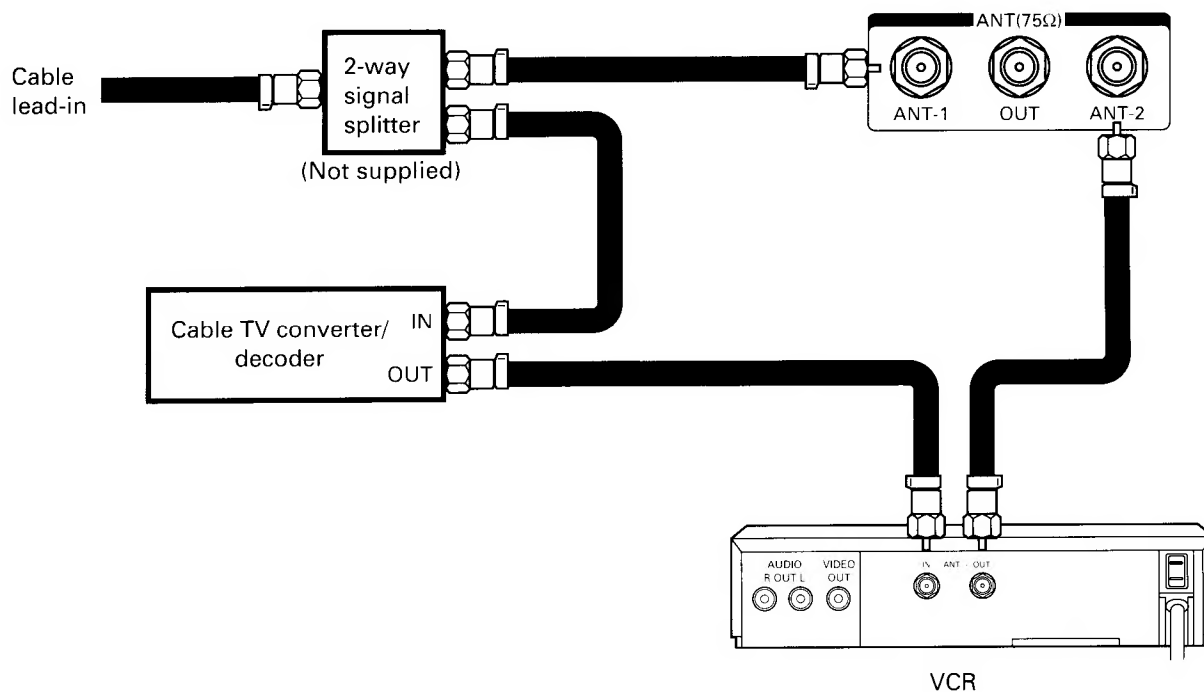 ANT(75Ω)
ANT-1 OUT ANT-2
Cable
lead-in
2-way
signal
splitter
(Not supplied)
Cable TV converter/
decoder
IN
OUT
AUDIO
R OUT L
VIDEO
OUT
IN ANT OUT
VCR